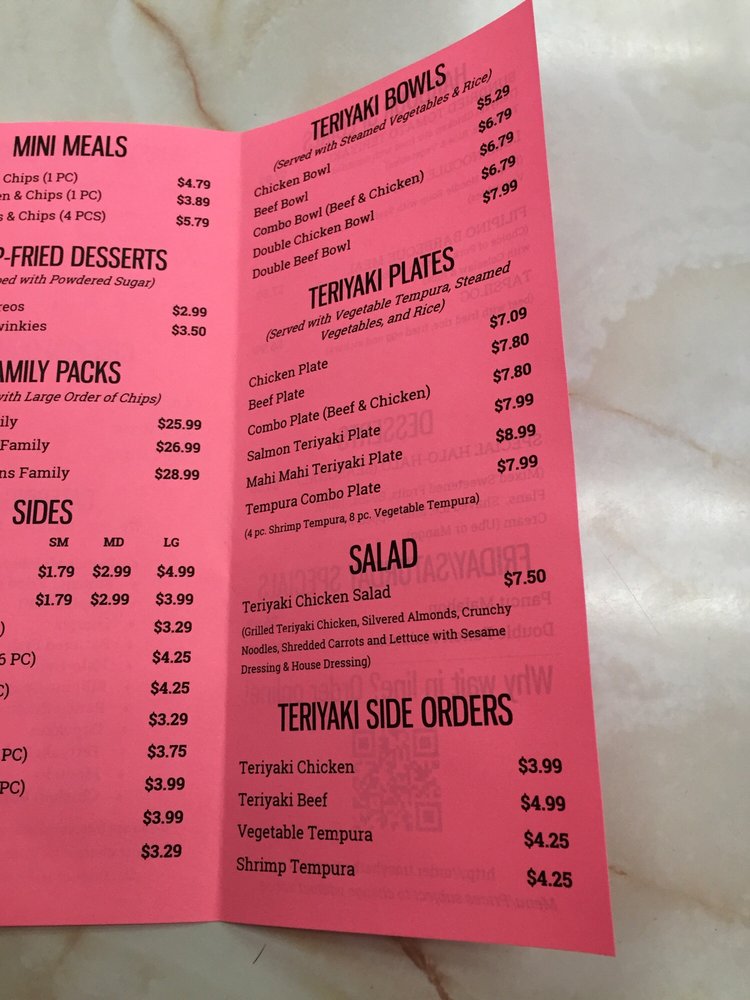 MINI MEALS
Chips (1 PC) $4.79
& Chips (1 PC) $3.89
& Chips (4 PCS) $5.79
-FRIED DESSERTS
with Powdered Sugar)
$2.99
$3.50
PACKS
with Large Order of Chips)
$25.99
Family $26.99
Family $28.99
SIDES
SM MD LG
$1.79 $2.99 $4.99
$1.79 $2.99 $3.99
) $3.29
6 PC) $4.25
) $4.25
$3.29
PC) $3.75
PC) $3.99
$3.99
$3.29
TERIYAKI BOWLS
(Served with Steamed Vegetables & Rice)
Chicken Bowl $5.29
Beef Bowl $6.79
Combo Bowl (Beef & Chicken) $6.79
Double Chicken Bowl $6.79
Double Beef Bowl $7.99
TERIYAKI PLATES
(Served with Vegetable Tempura, Steamed
Vegetables, and Rice)
Chicken Plate $7.09
Beef Plate $7.80
Combo Plate (Beef & Chicken) $7.80
Salmon Teriyaki Plate $7.99
Mahi Mahi Teriyaki Plate $8.99
Tempura Combo Plate $7.99
(4 pc. Shrimp Tempura, 8 pc. Vegetable Tempura)
SALAD
Teriyaki Chicken Salad $7.50
(Grilled Teriyaki Chicken, Silvered Almonds, Crunchy
Noodles, Shredded Carrots and Lettuce with Sesame
Dressing & House Dressing)
TERIYAKI SIDE ORDERS
Teriyaki Chicken $3.99
Teriyaki Beef $4.99
Vegetable Tempura $4.25
Shrimp Tempura $4.25